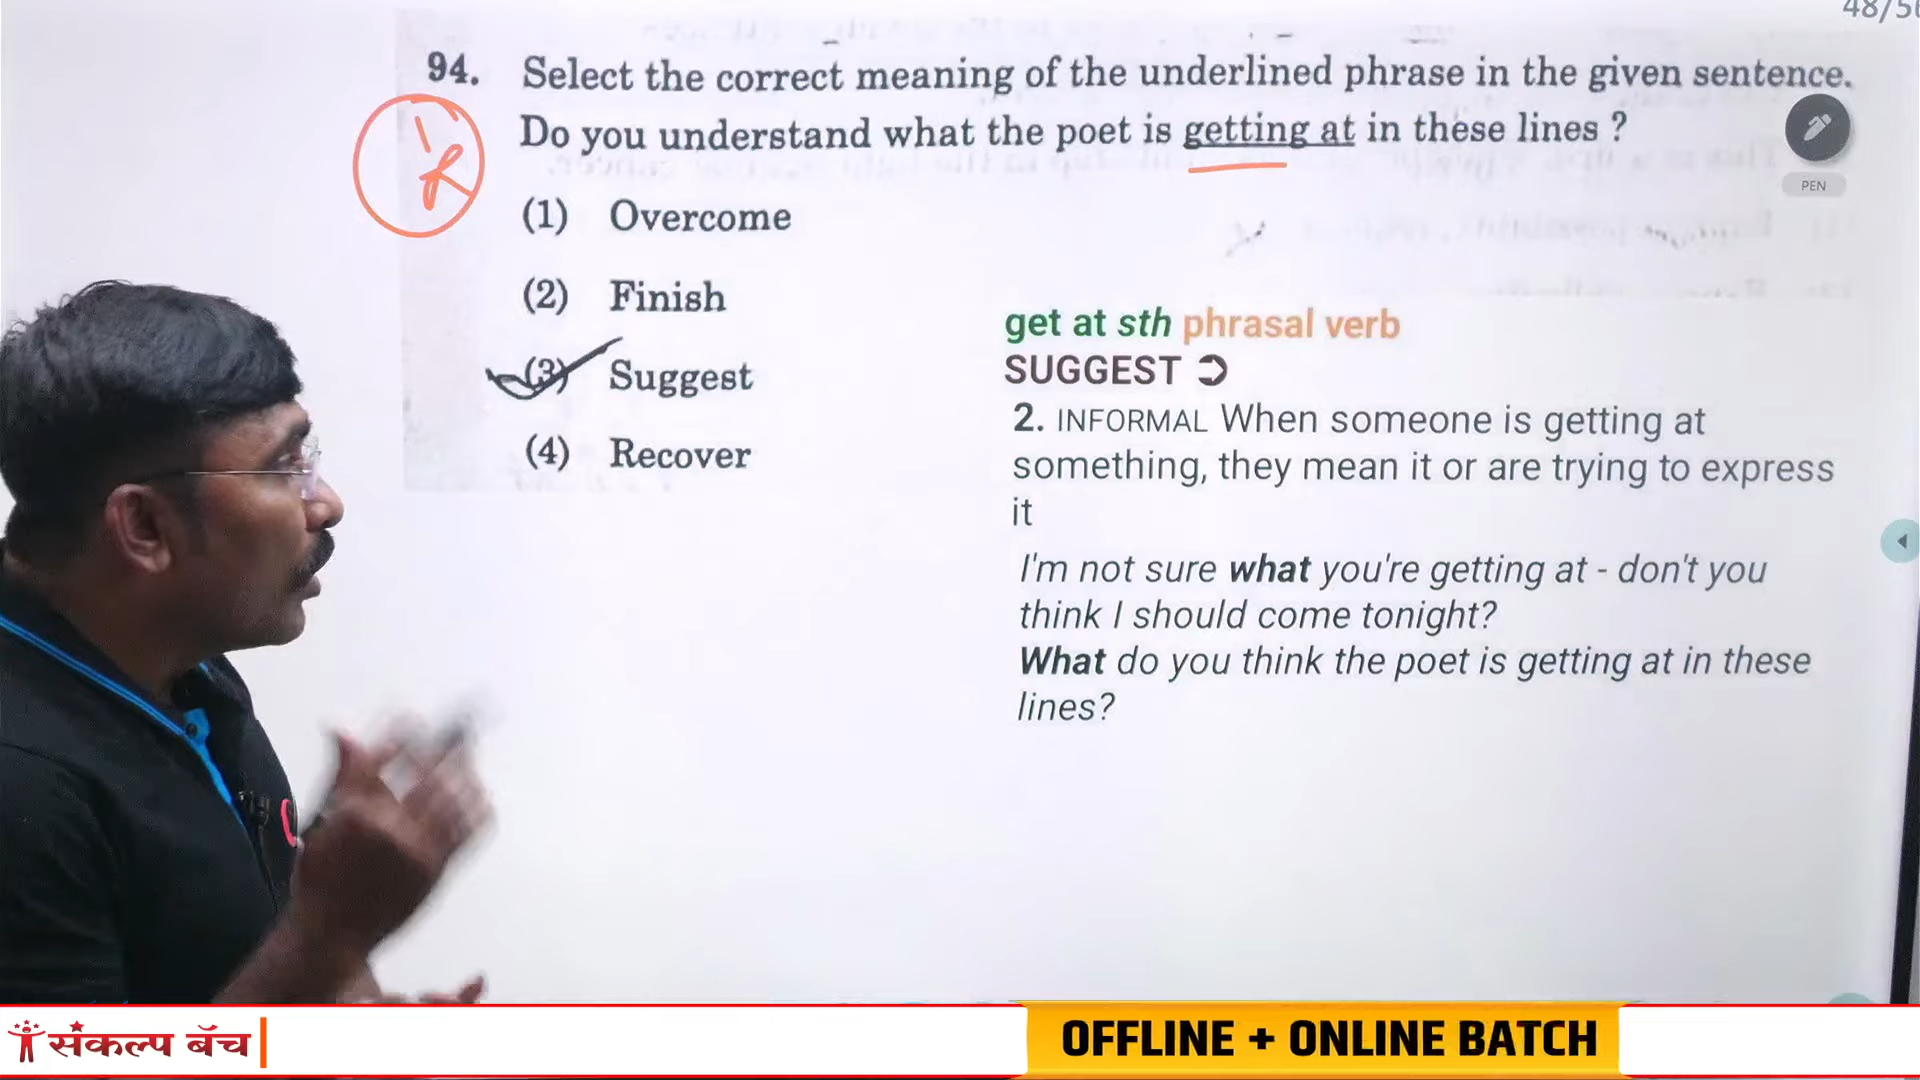 48/5
94. Select the correct meaning of the underlined phrase in the given sentence.
Do you understand what the poet is getting at in these lines ?
(1) Overcome
(2) Finish
(3) Suggest
(4) Recover
PEN
get at sth phrasal verb
SUGGEST ➲
2. INFORMAL When someone is getting at
something, they mean it or are trying to express
it
I'm not sure what you're getting at - don't you
think I should come tonight?
What do you think the poet is getting at in these
lines?
संकल्प बॅच
OFFLINE + ONLINE BATCH